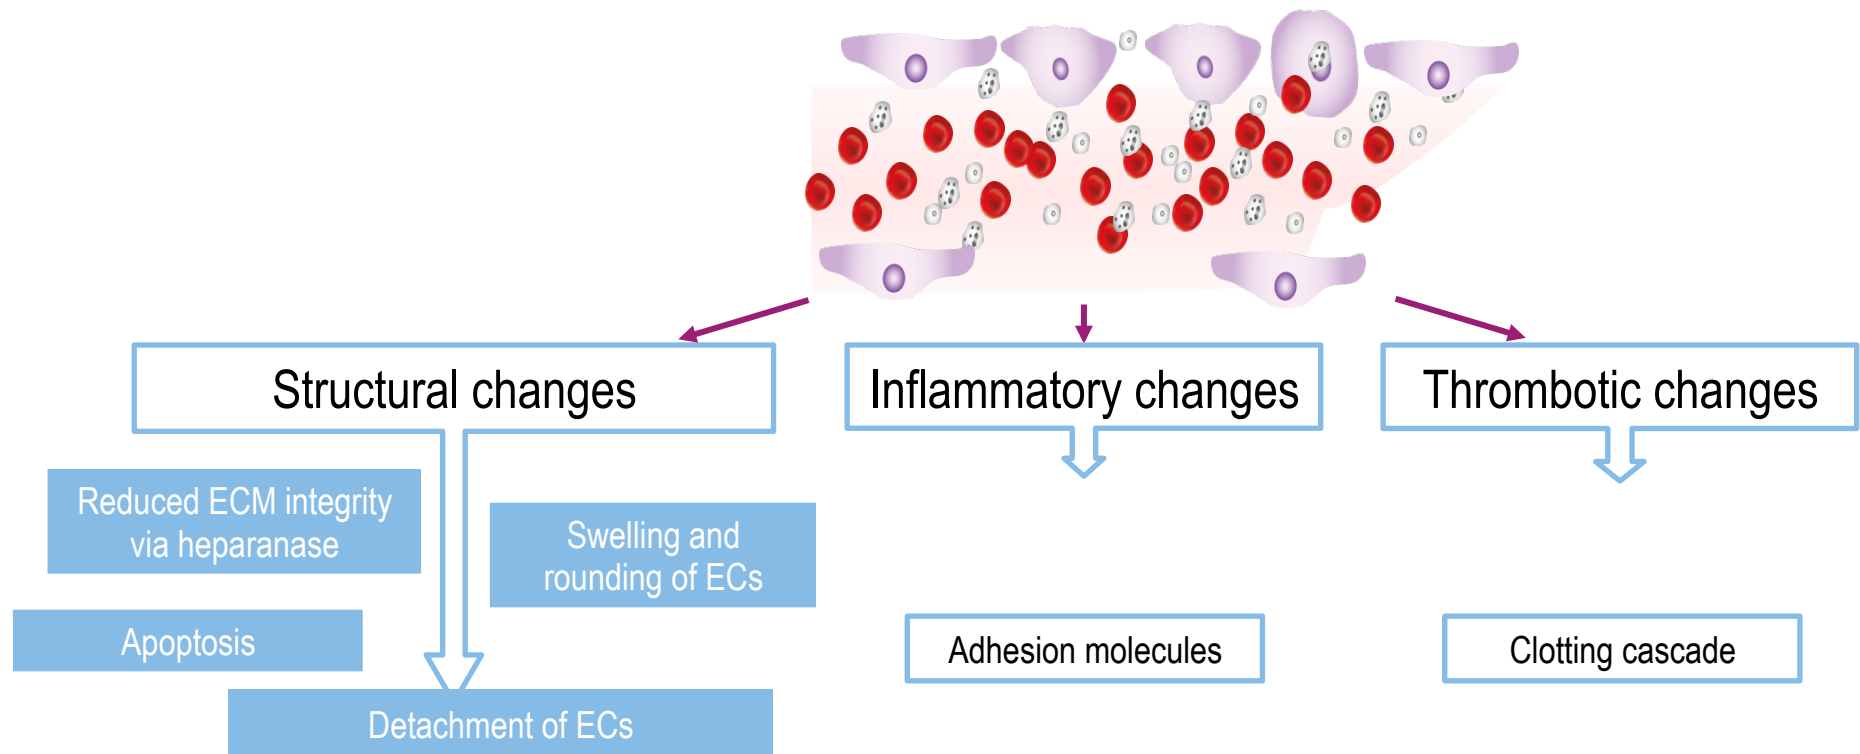 Structural changes
Inflammatory changes
Thrombotic changes
Reduced ECM integrity
via heparanase
Swelling and
rounding of ECs
Apoptosis
Adhesion molecules
Clotting cascade
Detachment of ECs